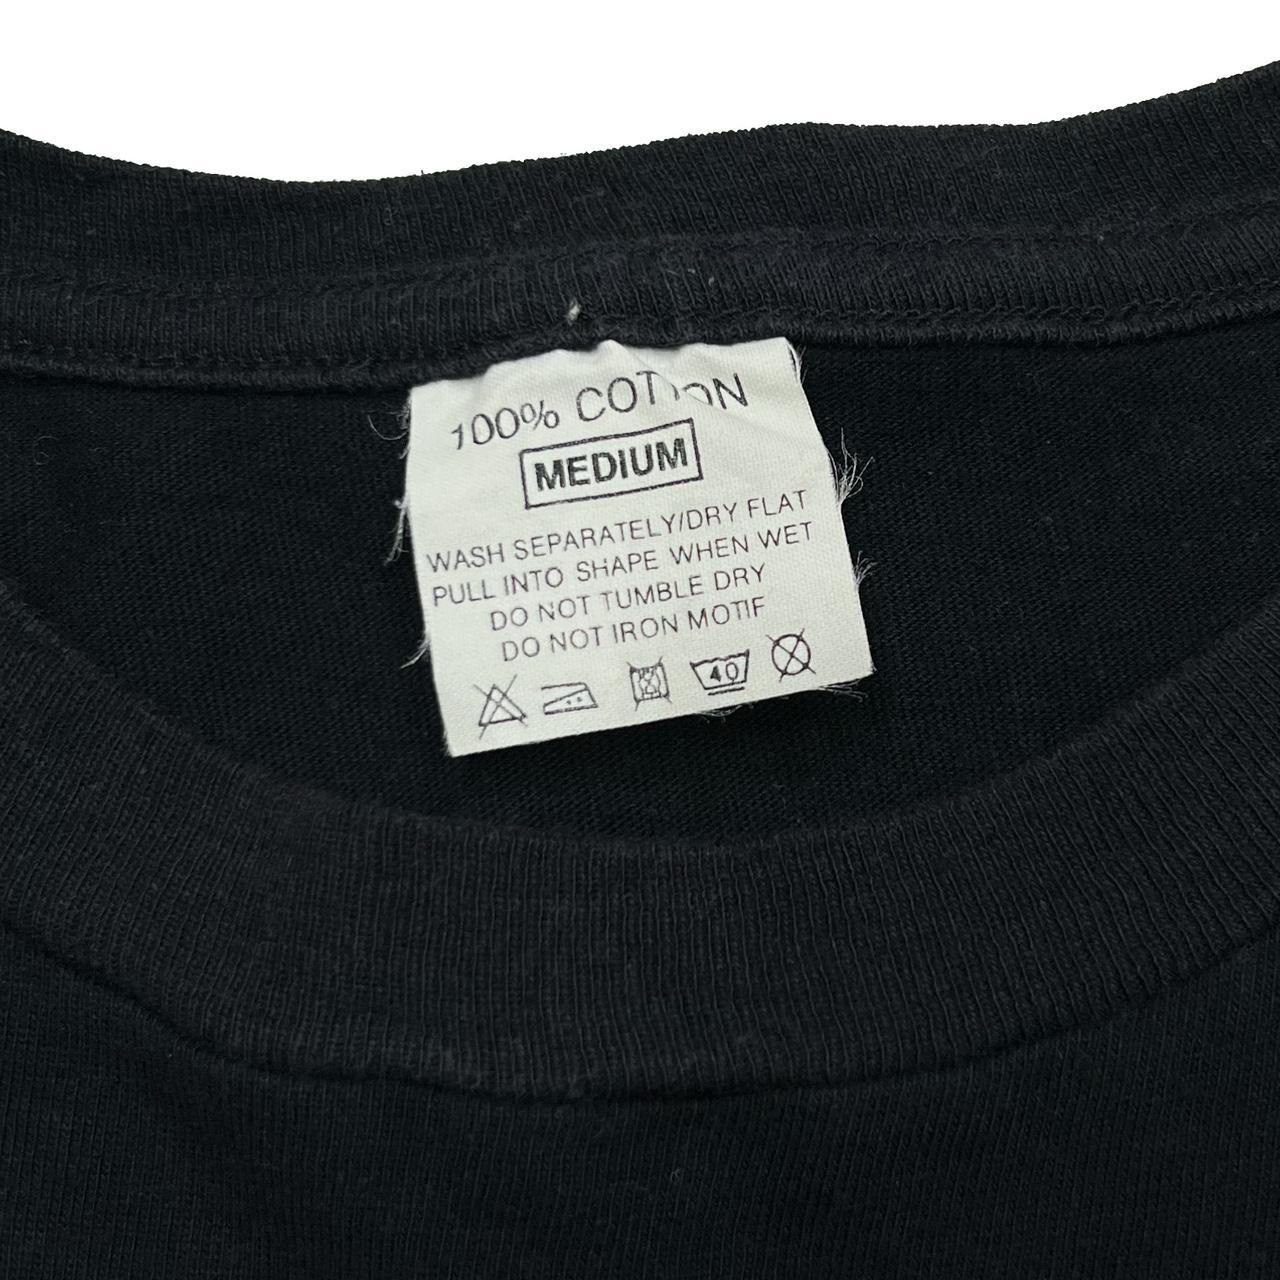 100% COTTON
MEDIUM
WASH SEPARATELY/DRY FLAT
PULL INTO SHAPE WHEN WET
DO NOT TUMBLE DRY
DO NOT IRON MOTIF
40